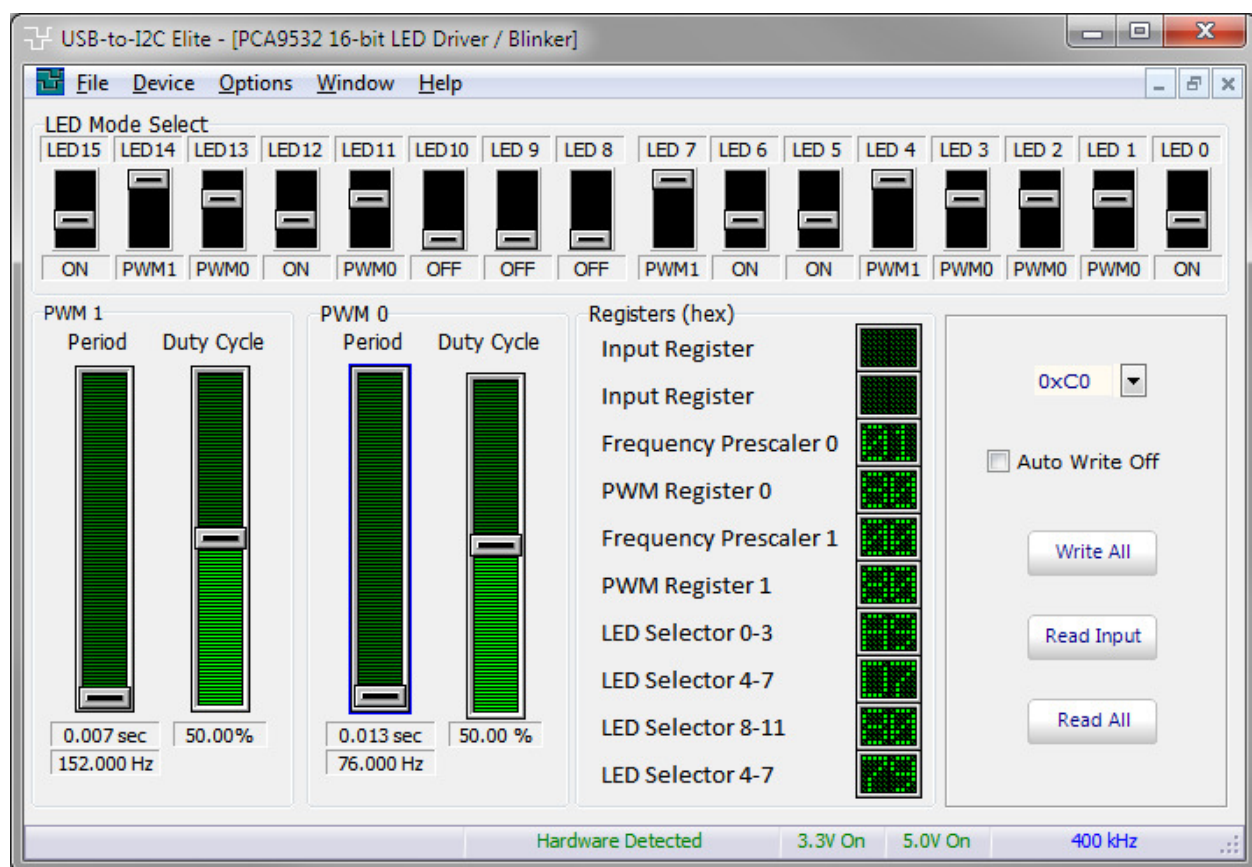 USB-to-I2C Elite - [PCA9532 16-bit LED Driver / Blinker]
File Device Options Window Help
LED Mode Select
LED15 LED14 LED13 LED12 LED11 LED10 LED 9 LED 8 LED 7 LED 6 LED 5 LED 4 LED 3 LED 2 LED 1 LED 0
ON PWM1 PWM0 ON PWM0 OFF OFF OFF PWM1 ON ON PWM1 PWM0 PWM0 PWM0 ON
PWM 1
Period Duty Cycle
0.007 sec 50.00%
152.000 Hz
PWM 0
Period Duty Cycle
0.013 sec 50.00 %
76.000 Hz
Registers (hex)
Input Register
Input Register
Frequency Prescaler 0 01
PWM Register 0 80
Frequency Prescaler 1 00
PWM Register 1 80
LED Selector 0-3 A9
LED Selector 4-7
LED Selector 8-11 80
LED Selector 4-7 79
0xC0
Auto Write Off
Write All
Read Input
Read All
Hardware Detected 3.3V On 5.0V On 400 kHz